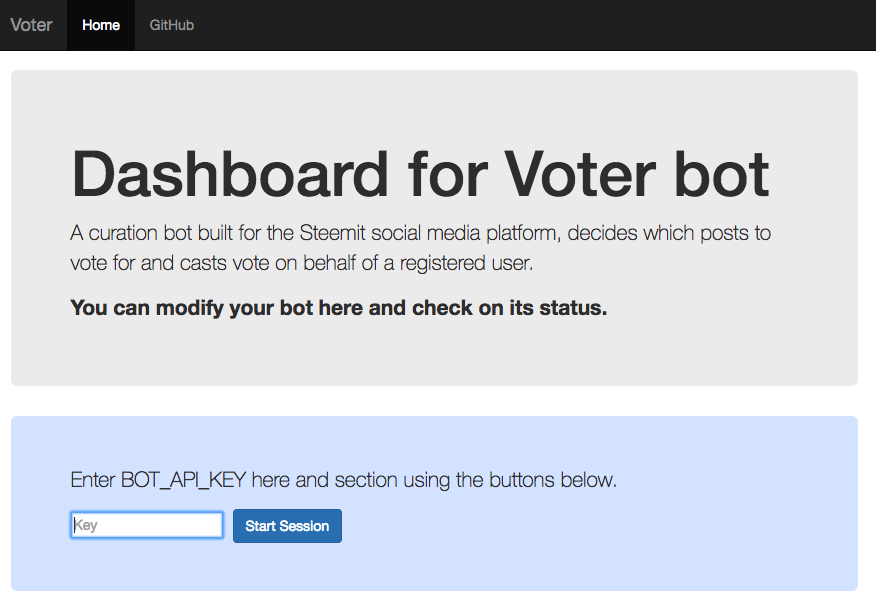 Voter Home GitHub
Dashboard for Voter bot
A curation bot built for the Steemit social media platform, decides which posts to
vote for and casts vote on behalf of a registered user.
You can modify your bot here and check on its status.
Enter BOT_API_KEY here and section using the buttons below.
Key Start Session